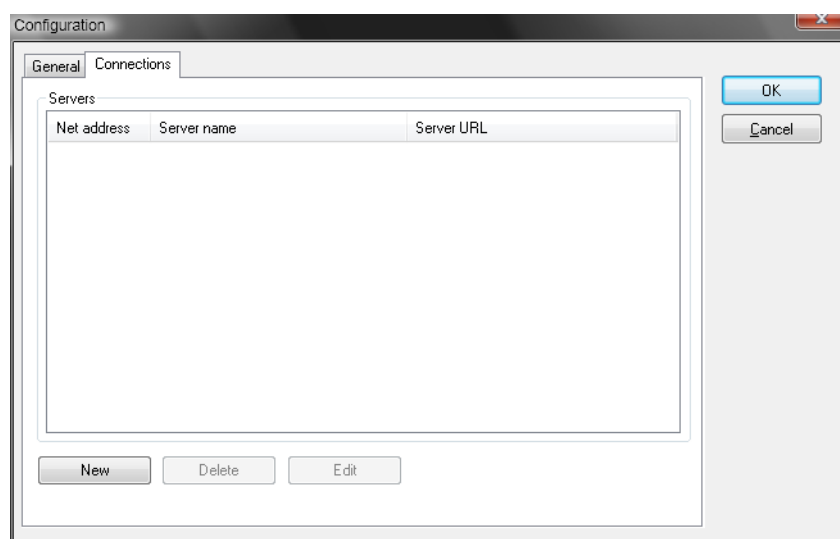 Configuration
General Connections
Servers
Net address Server name Server URL
OK
Cancel
New Delete Edit